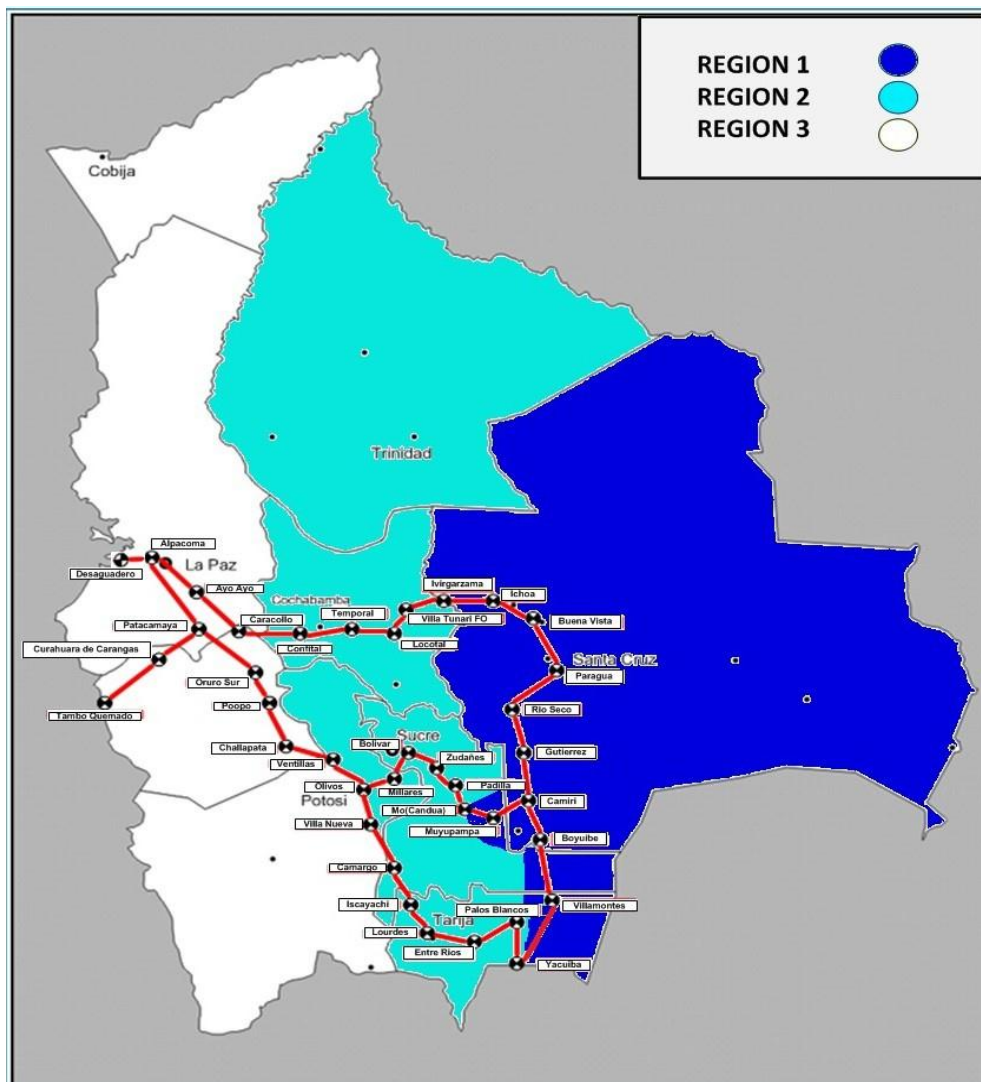 REGION 1
REGION 2
REGION 3
Cobija
Trinidad
Alpacoma
La Paz
Desaguadero
Ayo Ayo
Ivirgarzama
Ichoa
Cochabamba
Temporal
Villa Tunari FO
Buena Vista
Patacamaya
Caracollo
Confital
Locotal
Curahuara de Carangas
Santa Cruz
Paragua
Oruro Sur
Tambo Quemado
Poopo
Rio Seco
Sucre
Challapata
Bolivar
Zudañes
Gutierrez
Ventillas
Olivos
Millares
Padilla
Potosi
Mo(Candua)
Camiri
Villa Nueva
Muyupampa
Boyuibe
Camargo
Iscayachi
Palos Blancos
Villamontes
Tarija
Lourdes
Entre Rios
Yacuiba